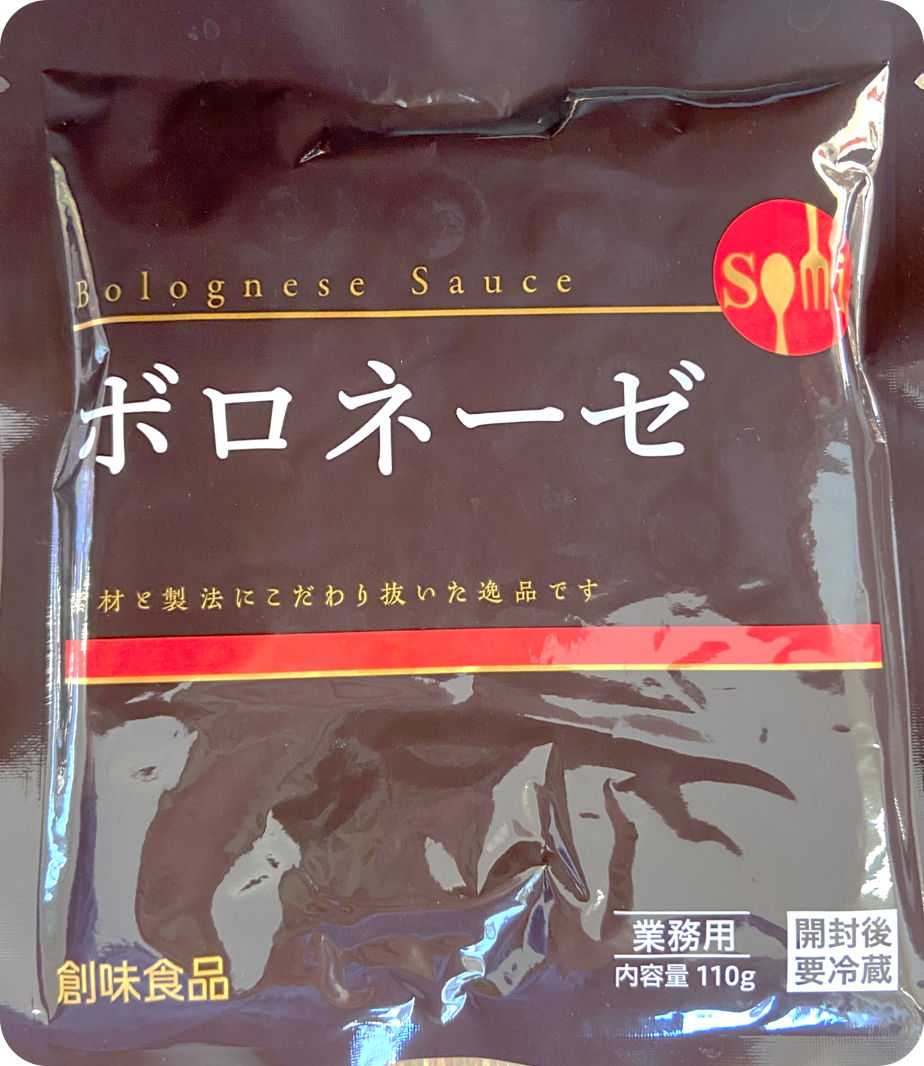 Bolognese Sauce
ボロネーゼ
素材と製法にこだわり抜いた逸品です
創味食品
業務用
内容量 110g
開封後
要冷蔵